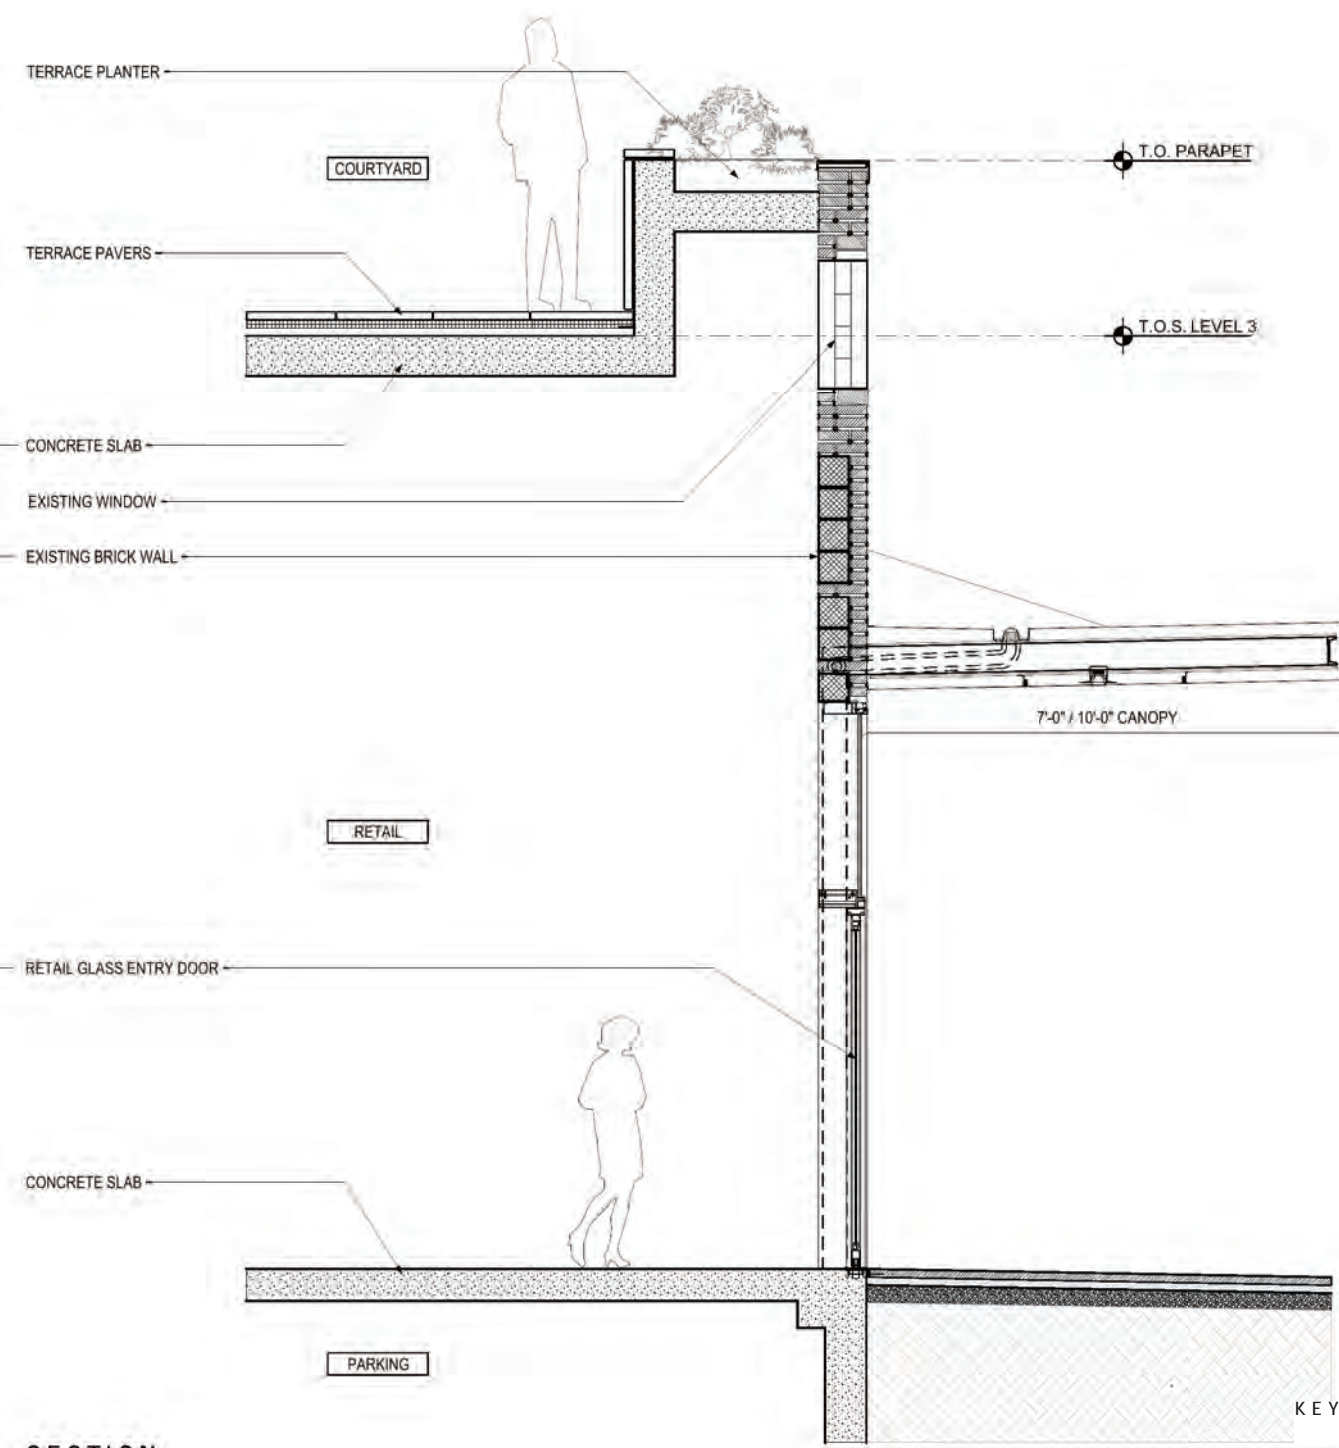 TERRACE PLANTER
T.O. PARAPET
COURTYARD
TERRACE PAVERS
T.O.S. LEVEL 3
CONCRETE SLAB
EXISTING WINDOW
EXISTING BRICK WALL
7'-0" / 10'-0" CANOPY
RETAIL
RETAIL GLASS ENTRY DOOR
CONCRETE SLAB
PARKING
KEY
SECTION